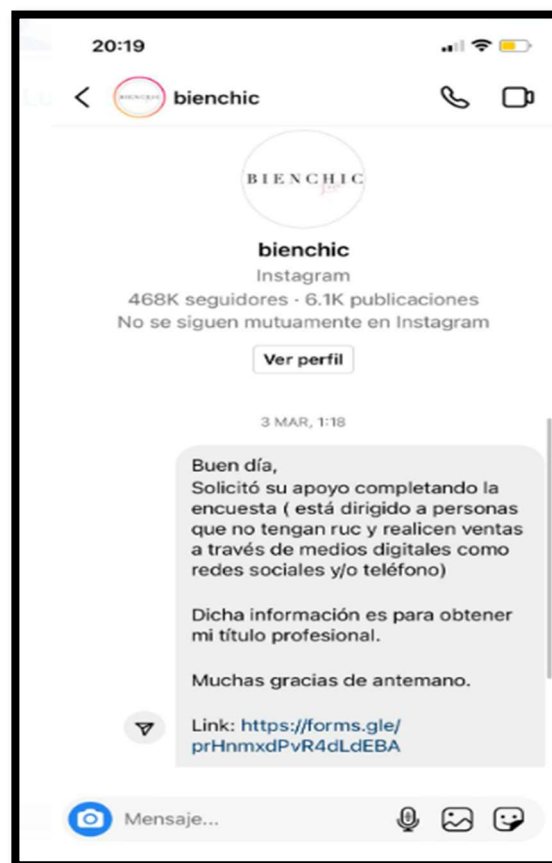 20:19
bienchic
BIENCHIC
bienchic
Instagram
468K seguidores · 6.1K publicaciones
No se siguen mutuamente en Instagram
Ver perfil
3 MAR, 1:18
Buen día,
Solicitó su apoyo completando la
encuesta ( está dirigido a personas
que no tengan ruc y realicen ventas
a través de medios digitales como
redes sociales y/o teléfono)
Dicha información es para obtener
mi título profesional.
Muchas gracias de antemano.
Link: https://forms.gle/
prHnmxdPvR4dLdEBA
Mensaje...